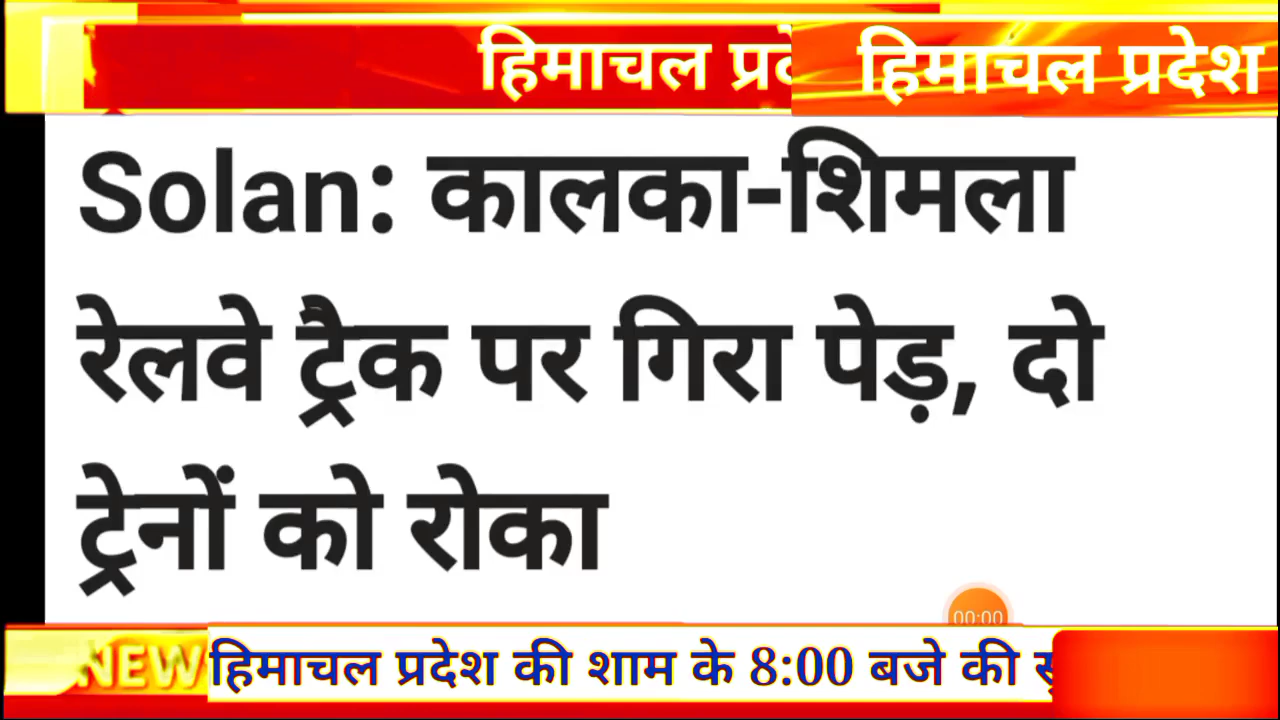 हिमाचल प्रदे हिमाचल प्रदेश
Solan: कालका-शिमला
रेलवे ट्रैक पर गिरा पेड़, दो
ट्रेनों को रोका
00:00
NEW हिमाचल प्रदेश की शाम के 8:00 बजे की